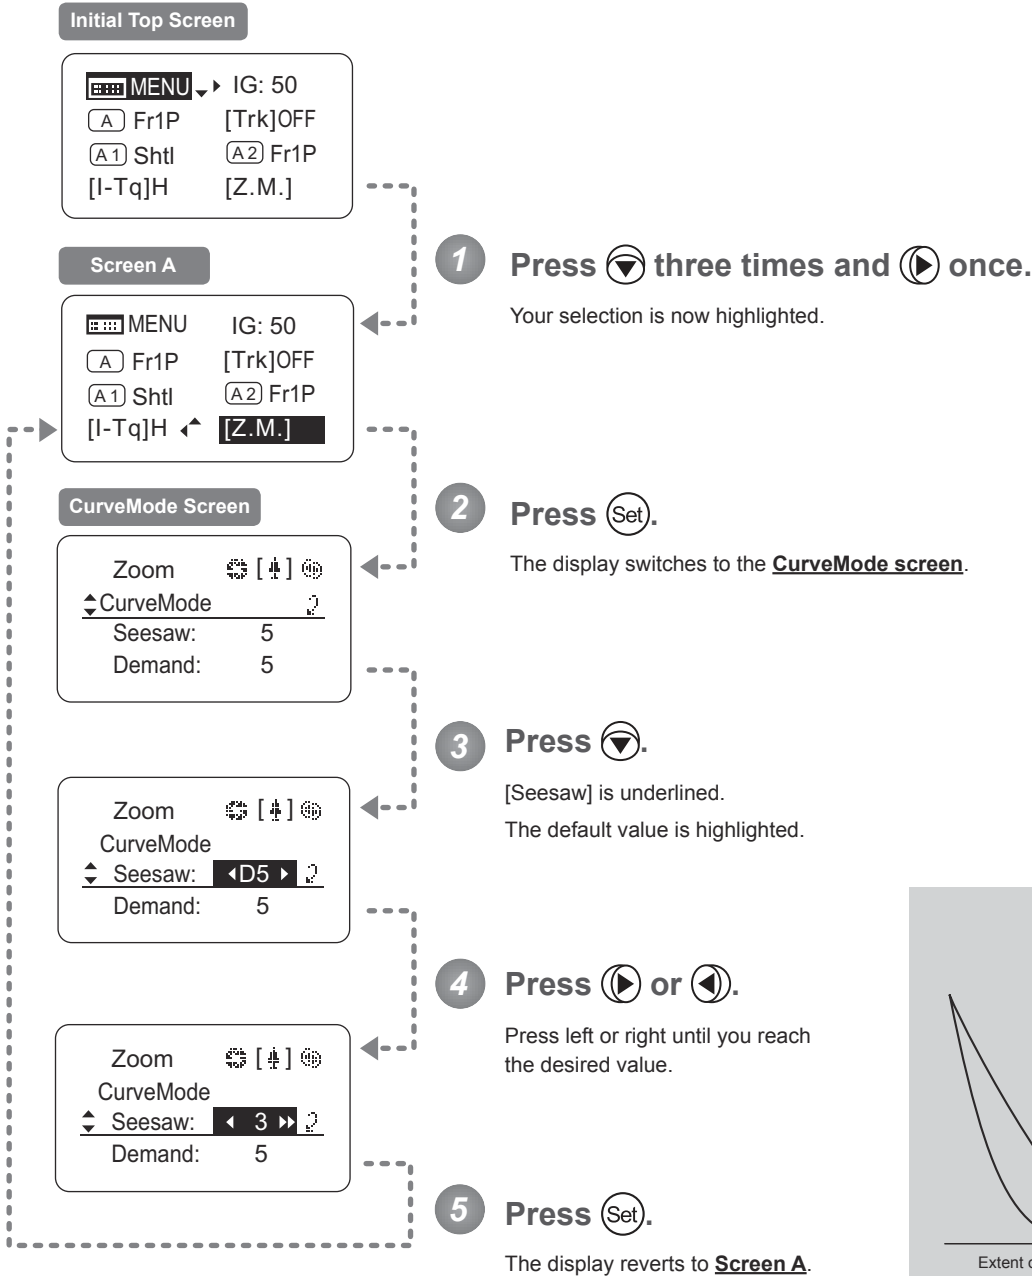 Initial Top Screen
MENU IG: 50
A Fr1P [Trk]OFF
A1 Shtl A2 Fr1P
[I-Tq]H [Z.M.]
Screen A
MENU IG: 50
A Fr1P [Trk]OFF
A1 Shtl A2 Fr1P
[I-Tq]H [Z.M.]
1 Press three times and once.
Your selection is now highlighted.
CurveMode Screen
Zoom [ ]
CurveMode
Seesaw: 5
Demand: 5
2 Press Set.
The display switches to the CurveMode screen.
Zoom [ ]
CurveMode
Seesaw: D5
Demand: 5
3 Press .
[Seesaw] is underlined.
The default value is highlighted.
Zoom [ ]
CurveMode
Seesaw: 3
Demand: 5
4 Press or .
Press left or right until you reach
the desired value.
5 Press Set.
The display reverts to Screen A.
Extent